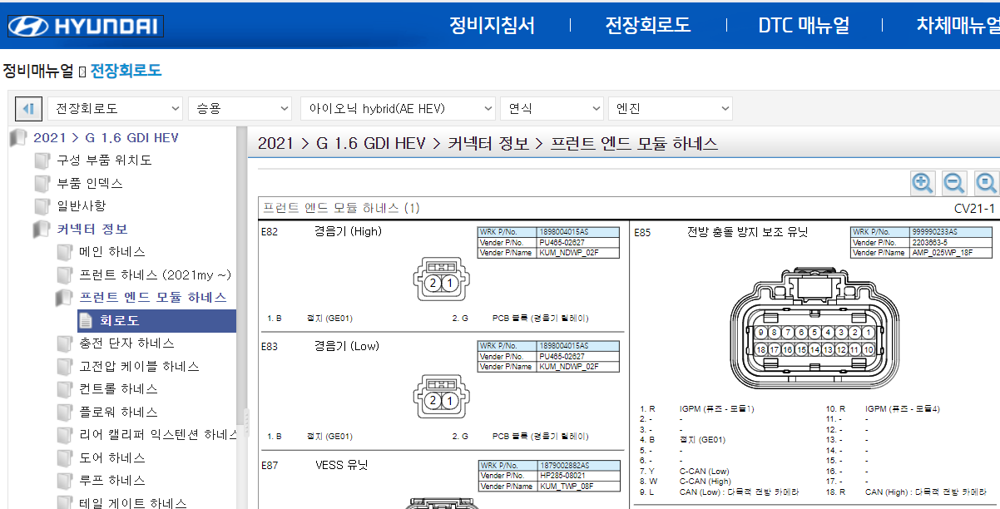 HYUNDAI 정비지침서 전장회로도 DTC 매뉴얼 차체매뉴얼
정비매뉴얼 전장회로도
전장회로도 승용 아이오닉 hybrid(AE HEV) 연식 엔진
2021 > G 1.6 GDI HEV
구성 부품 위치도
부품 인덱스
일반사항
커넥터 정보
메인 하네스
프런트 하네스 (2021my ~)
프런트 엔드 모듈 하네스
회로도
충전 단자 하네스
고전압 케이블 하네스
컨트롤 하네스
플로워 하네스
리어 캘리퍼 익스텐션 하네스
도어 하네스
루프 하네스
테일 게이트 하네스
2021 > G 1.6 GDI HEV > 커넥터 정보 > 프런트 엔드 모듈 하네스
프런트 엔드 모듈 하네스 (1) CV21-1
E82 경음기 (High)
WRK P/No. 1898004015AS
Vender P/No. PU465-02627
Vender P/Name KUM_NDWP_02F
2 1
1. B 접지 (GE01) 2. G PCB 블록 (경음기 릴레이)
E83 경음기 (Low)
WRK P/No. 1898004015AS
Vender P/No. PU465-02627
Vender P/Name KUM_NDWP_02F
2 1
1. B 접지 (GE01) 2. G PCB 블록 (경음기 릴레이)
E87 VESS 유닛
WRK P/No. 1879002882AS
Vender P/No. HP285-08021
Vender P/Name KUM_TWP_08F
E85 전방 충돌 방지 보조 유닛
WRK P/No. 999990233AS
Vender P/No. 2203663-5
Vender P/Name AMP_025WP_18F
9 8 7 6 5 4 3 2 1
18 17 16 15 14 13 12 11 10
1. R IGPM (퓨즈 - 모듈1) 10. R IGPM (퓨즈 - 모듈4)
2. - - 11. - -
3. - - 12. - -
4. B 접지 (GE01) 13. - -
5. - - 14. - -
6. - - 15. - -
7. Y C-CAN (Low) 16. - -
8. W C-CAN (High) 17. - -
9. L CAN (Low) : 다목적 전방 카메라 18. R CAN (High) : 다목적 전방 카메라